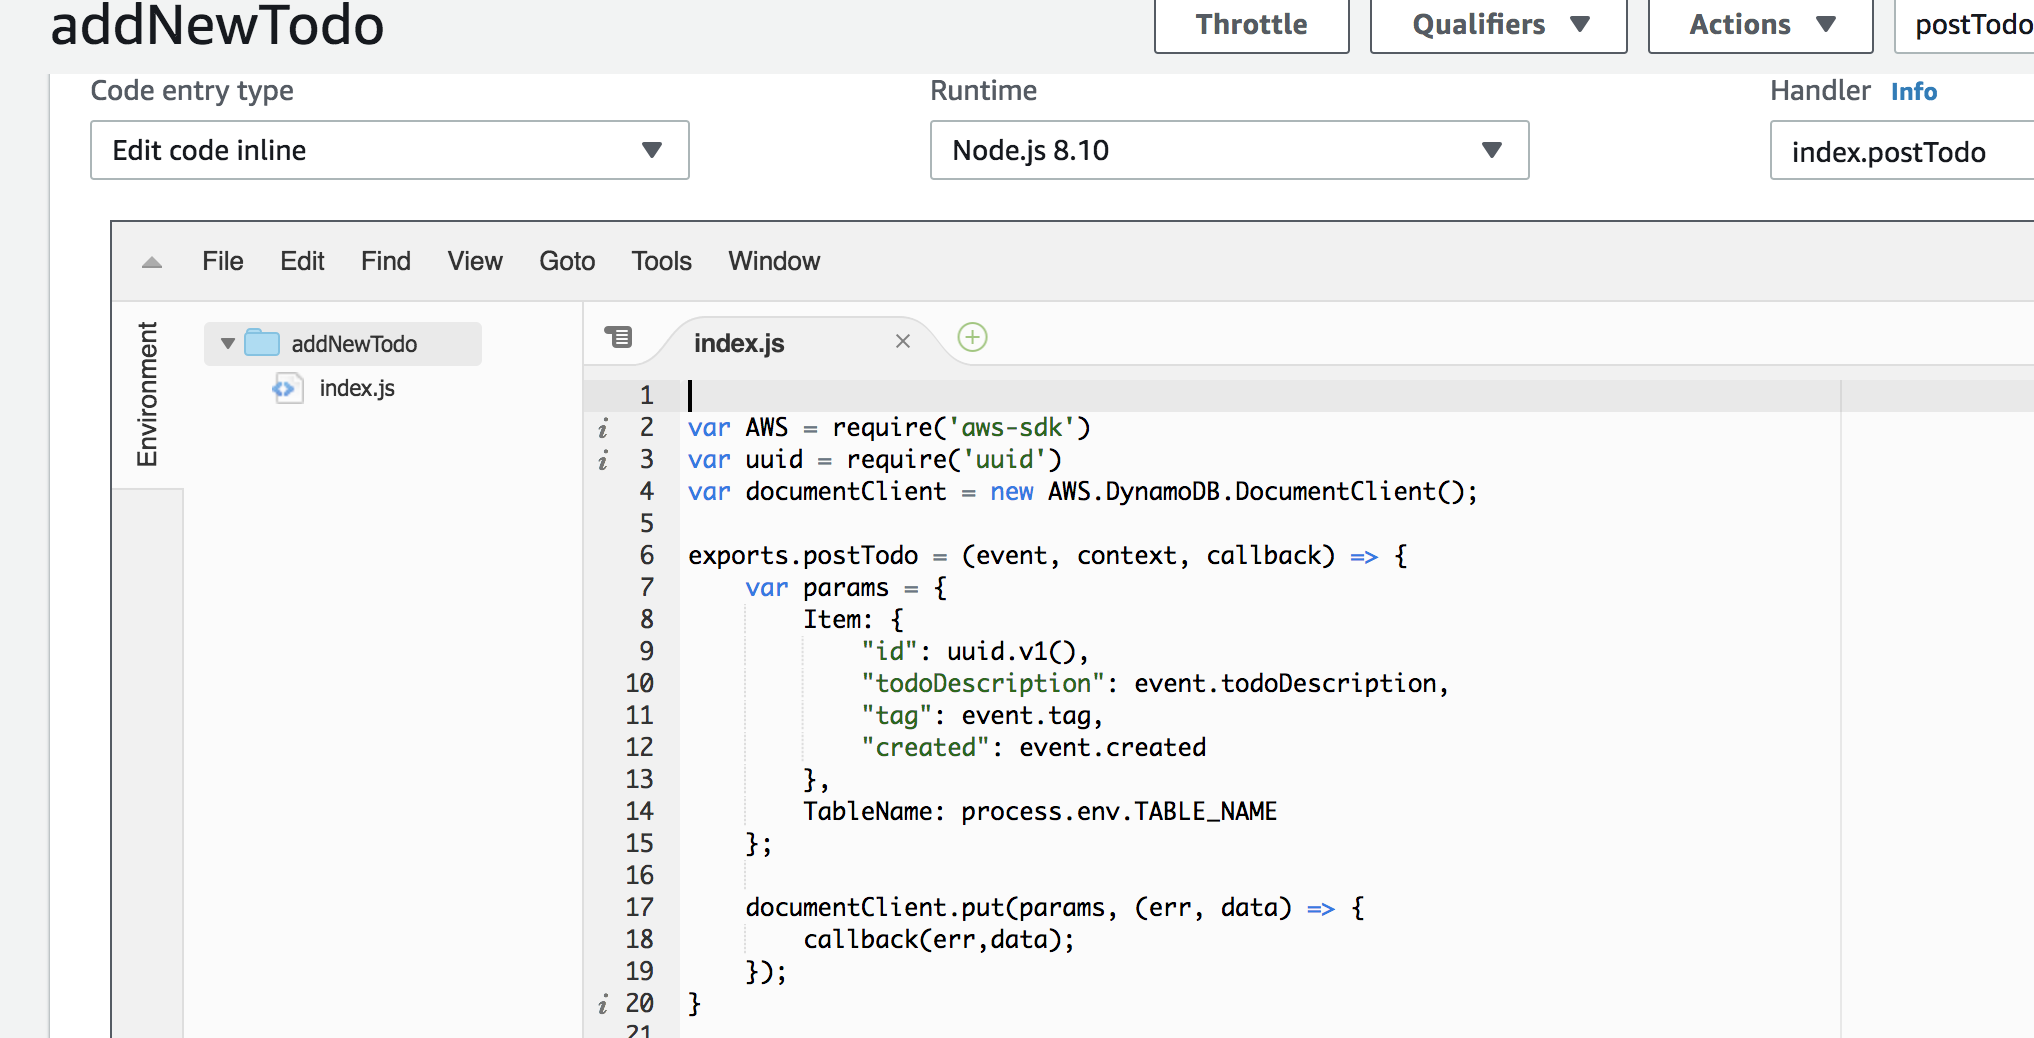 addNewTodo
Throttle
Qualifiers
Actions
postTodo
Code entry type
Runtime
Handler Info
Edit code inline
Node.js 8.10
index.postTodo
File Edit Find View Goto Tools Window
Environment
addNewTodo
index.js
index.js
1
2 var AWS = require('aws-sdk')
3 var uuid = require('uuid')
4 var documentClient = new AWS.DynamoDB.DocumentClient();
5
6 exports.postTodo = (event, context, callback) => {
7 var params = {
8 Item: {
9 "id": uuid.v1(),
10 "todoDescription": event.todoDescription,
11 "tag": event.tag,
12 "created": event.created
13 },
14 TableName: process.env.TABLE_NAME
15 };
16
17 documentClient.put(params, (err, data) => {
18 callback(err,data);
19 });
20 }
21